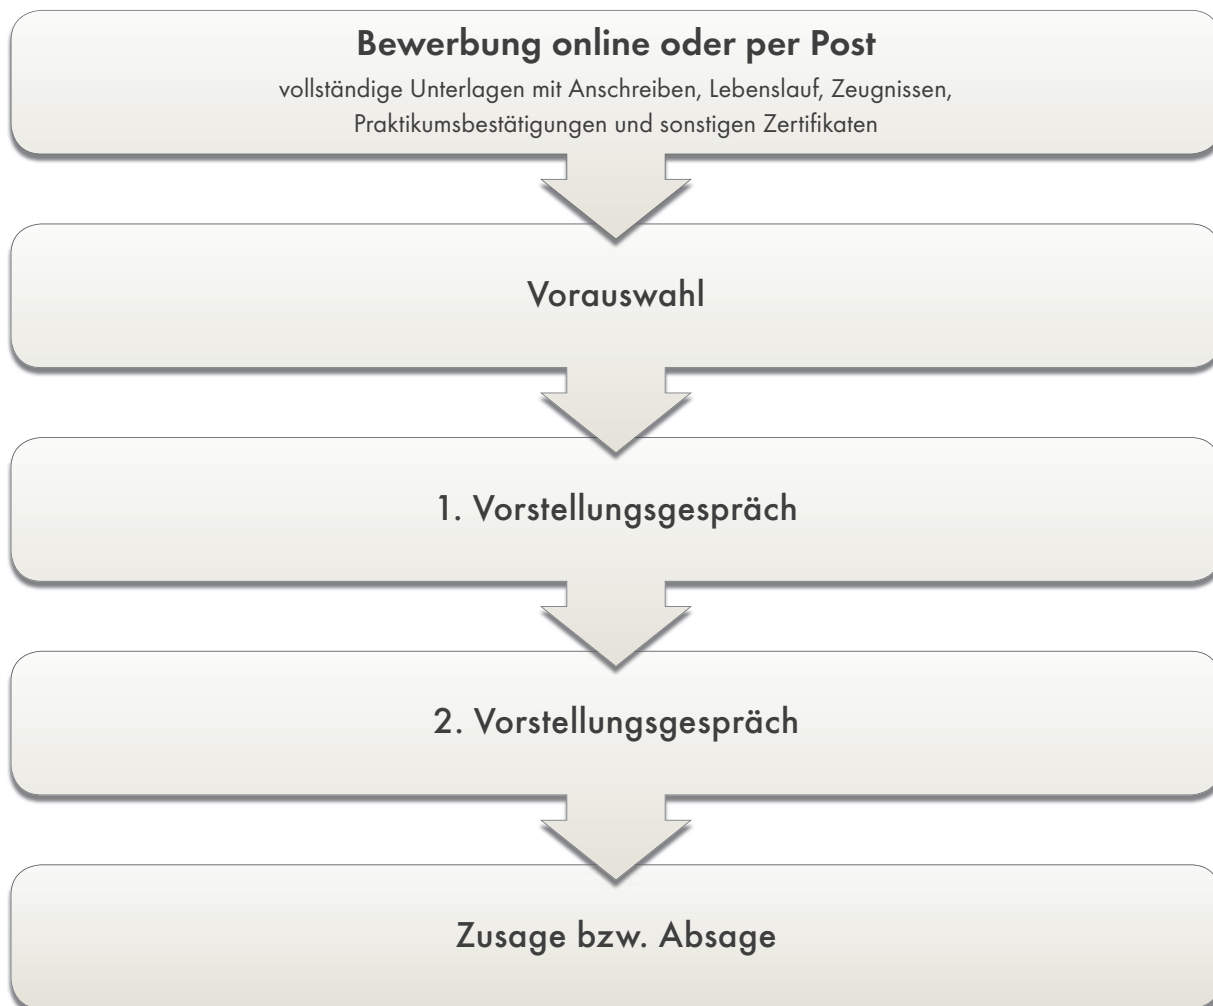 Bewerbung online oder per Post
vollständige Unterlagen mit Anschreiben, Lebenslauf, Zeugnissen,
Praktikumsbestätigungen und sonstigen Zertifikaten
Vorauswahl
1. Vorstellungsgespräch
2. Vorstellungsgespräch
Zusage bzw. Absage